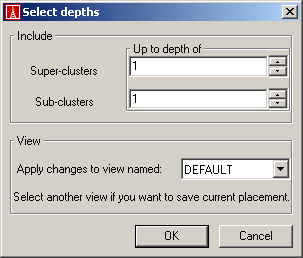 Select depths
Include
Up to depth of
Super-clusters 1
Sub-clusters 1
View
Apply changes to view named: DEFAULT
Select another view if you want to save current placement.
OK Cancel